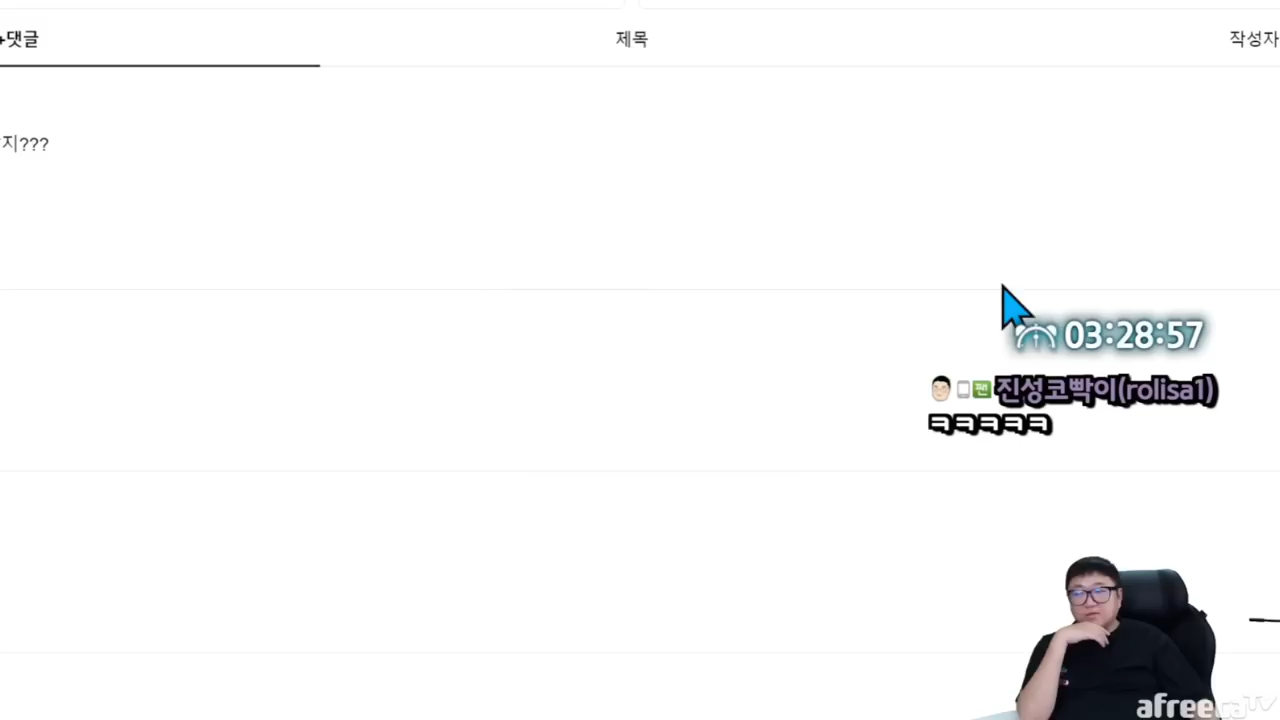 +댓글
제목
작성자
지???
03:28:57
팬 진성코빡이(rolisa1)
ㅋㅋㅋㅋㅋ
afreecaTV